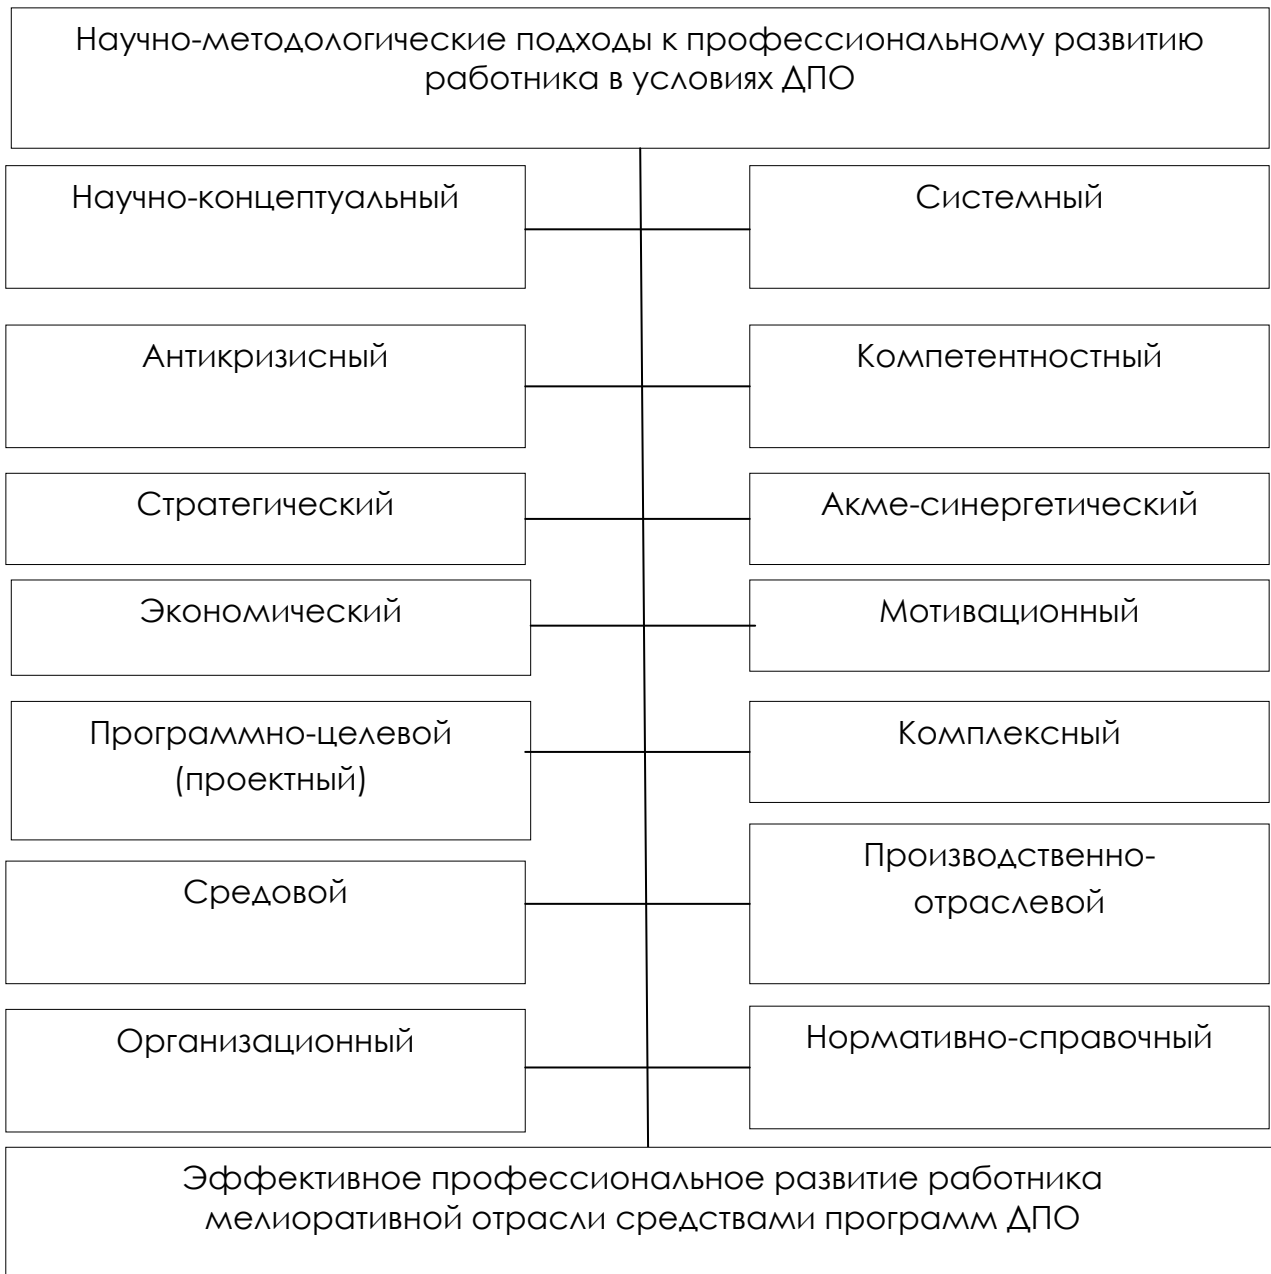 Научно-методологические подходы к профессиональному развитию
работника в условиях ДПО
Научно-концептуальный
Системный
Антикризисный
Компетентностный
Стратегический
Акме-синергетический
Экономический
Мотивационный
Программно-целевой
(проектный)
Комплексный
Средовой
Производственно-
отраслевой
Организационный
Нормативно-справочный
Эффективное профессиональное развитие работника
мелиоративной отрасли средствами программ ДПО